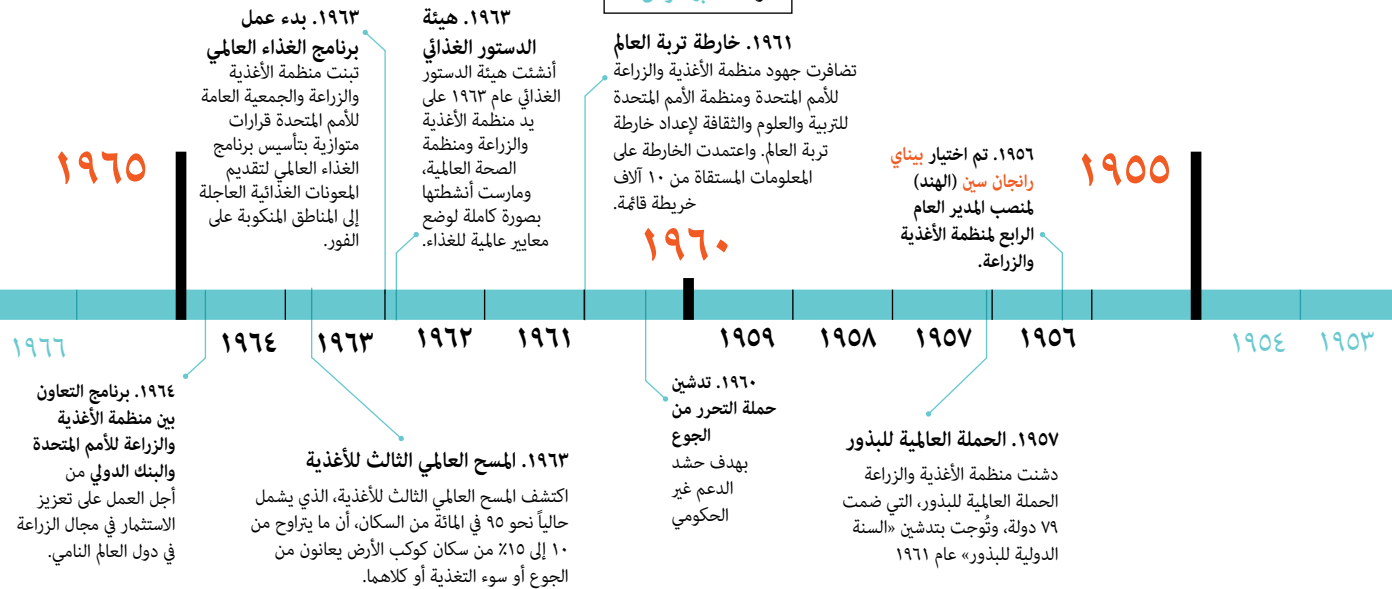 ١٩٥٣
١٩٥٤
١٩٥٥
١٩٥٦. تم اختيار بيناي
رانجان سين (الهند)
لمنصب المدير العام
الرابع لمنظمة الأغذية
والزراعة.
١٩٥٦
١٩٥٧
١٩٥٧. الحملة العالمية للبذور
دشنت منظمة الأغذية والزراعة
الحملة العالمية للبذور، التي ضمت
٧٩ دولة، وتُوجت بتدشين «السنة
الدولية للبذور» عام ١٩٦١
١٩٥٨
١٩٥٩
١٩٦٠
١٩٦٠. تدشين
حملة التحرر من
الجوع
بهدف حشد
الدعم غير
الحكومي
١٩٦١. خارطة تربة العالم
تضافرت جهود منظمة الأغذية والزراعة
للأمم المتحدة ومنظمة الأمم المتحدة
للتربية والعلوم والثقافة لإعداد خارطة
تربة العالم. واعتمدت الخارطة على
المعلومات المستقاة من ١٠ آلاف
خريطة قائمة.
١٩٦١
١٩٦٢
١٩٦٣. هيئة
الدستور الغذائي
أنشئت هيئة الدستور
الغذائي عام ١٩٦٣ على
يد منظمة الأغذية
والزراعة ومنظمة
الصحة العالمية،
ومارست أنشطتها
بصورة كاملة لوضع
معايير عالمية للغذاء.
١٩٦٣. بدء عمل
برنامج الغذاء العالمي
تبنت منظمة الأغذية
والزراعة والجمعية العامة
للأمم المتحدة قرارات
متوازية بتأسيس برنامج
الغذاء العالمي لتقديم
المعونات الغذائية العاجلة
إلى المناطق المنكوبة على
الفور.
١٩٦٣
١٩٦٣. المسح العالمي الثالث للأغذية
اكتشف المسح العالمي الثالث للأغذية، الذي يشمل
حالياً نحو ٩٥ في المائة من السكان، أن ما يتراوح من
١٠ إلى ١٥٪ من سكان كوكب الأرض يعانون من
الجوع أو سوء التغذية أو كلاهما.
١٩٦٤
١٩٦٤. برنامج التعاون
بين منظمة الأغذية
والزراعة للأمم المتحدة
والبنك الدولي من
أجل العمل على تعزيز
الاستثمار في مجال الزراعة
في دول العالم النامي.
١٩٦٥
١٩٦٦